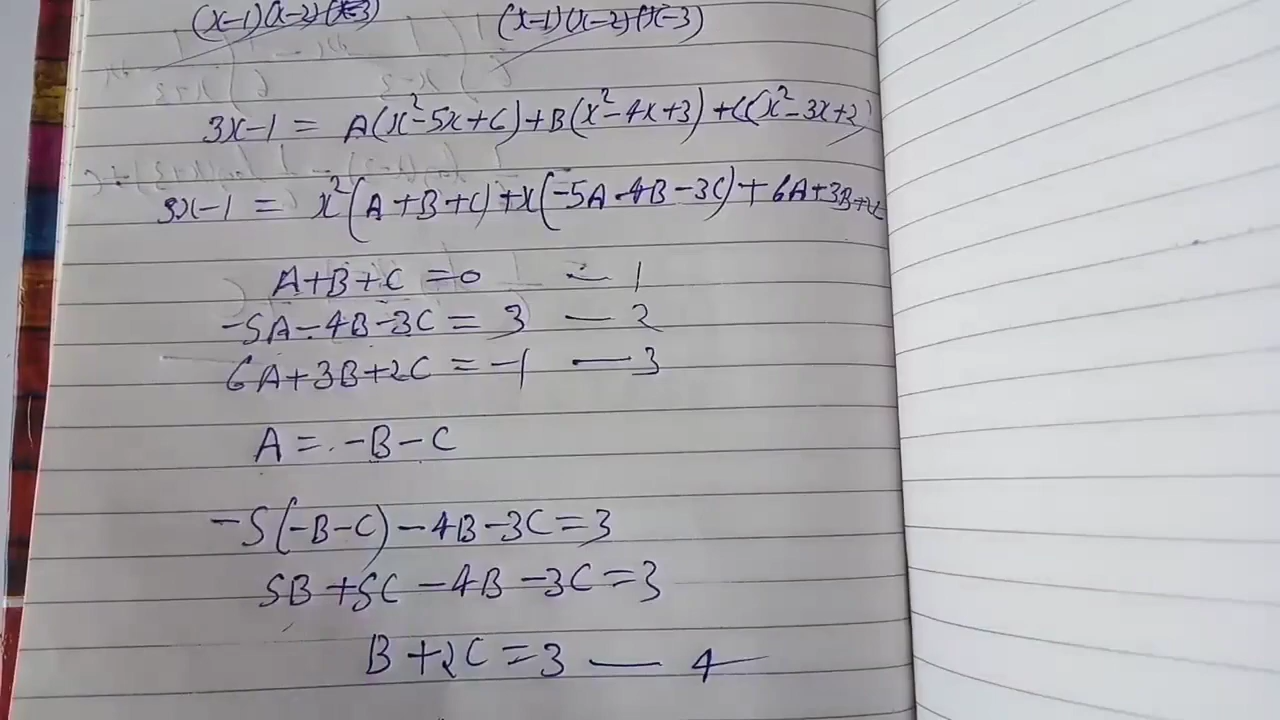 (x-1)(x-2)(x-3) (x-1)(x-2)(x-3)
3x-1 = A(x²-5x+6)+B(x²-4x+3)+C(x²-3x+2)
3x-1 = x²(A+B+C)+x(-5A-4B-3C)+6A+3B+2C
A+B+C=0 — 1
-5A-4B-3C=3 — 2
6A+3B+2C=-1 — 3
A=-B-C
-5(-B-C)-4B-3C=3
5B+5C-4B-3C=3
B+2C=3 — 4